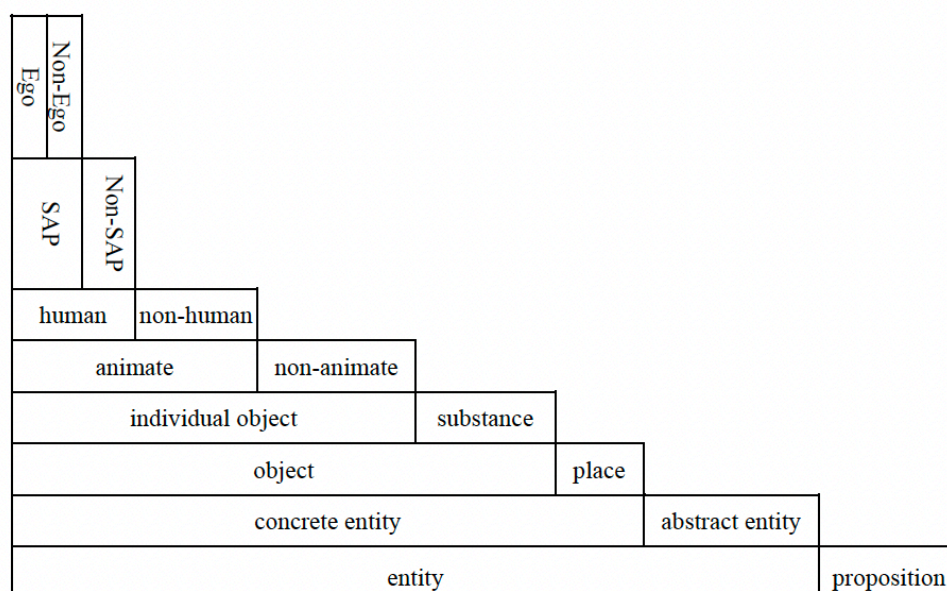 Ego
Non-Ego
SAP
Non-SAP
human
non-human
animate
non-animate
individual object
substance
object
place
concrete entity
abstract entity
entity
proposition